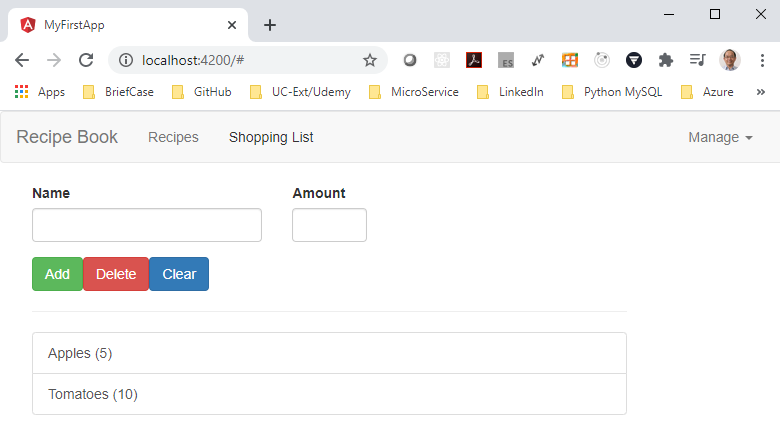 MyFirstApp
localhost:4200/#
ES
Apps BriefCase GitHub UC-Ext/Udemy MicroService LinkedIn Python MySQL Azure »
Recipe Book Recipes Shopping List Manage
Name Amount
Add Delete Clear
Apples (5)
Tomatoes (10)